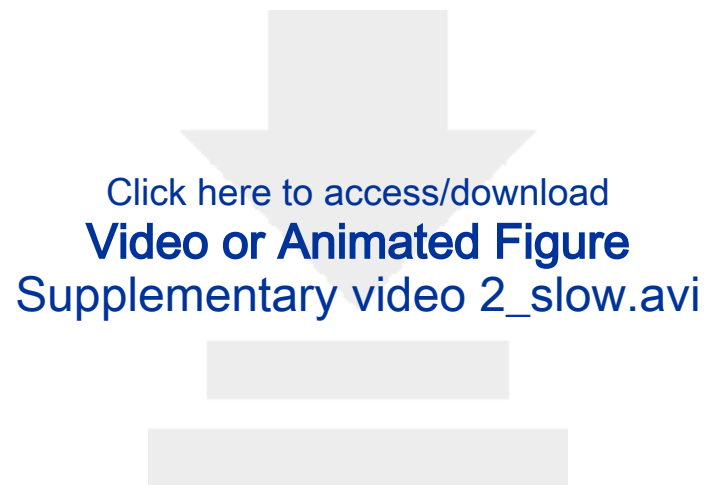 Click here to access/download
Video or Animated Figure
Supplementary video 2_slow.avi